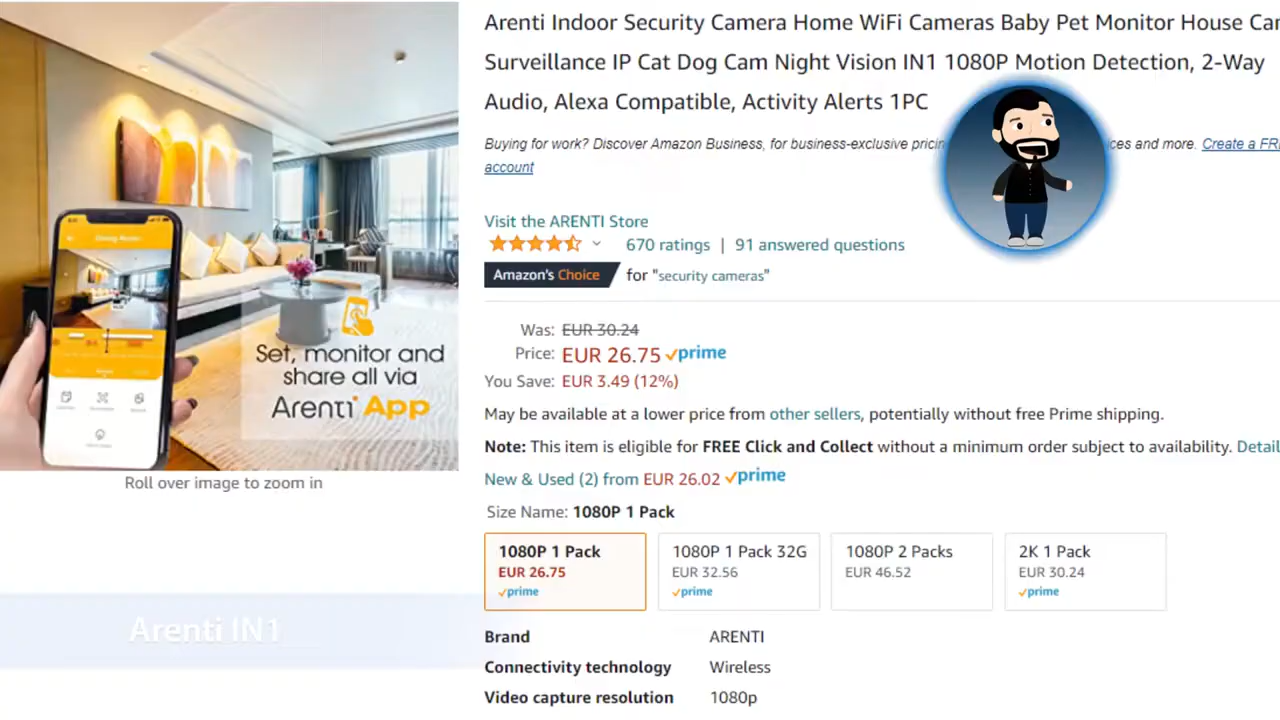 Arenti Indoor Security Camera Home WiFi Cameras Baby Pet Monitor House Car
Surveillance IP Cat Dog Cam Night Vision IN1 1080P Motion Detection, 2-Way
Audio, Alexa Compatible, Activity Alerts 1PC
Buying for work? Discover Amazon Business, for business-exclusive pricin ices and more. Create a FRE
account
Visit the ARENTI Store
670 ratings | 91 answered questions
Amazon's Choice for "security cameras"
Set, monitor and
share all via
Arenti App
Was: EUR 30.24
Price: EUR 26.75 prime
You Save: EUR 3.49 (12%)
May be available at a lower price from other sellers, potentially without free Prime shipping.
Note: This item is eligible for FREE Click and Collect without a minimum order subject to availability. Detail
Roll over image to zoom in
New & Used (2) from EUR 26.02 prime
Size Name: 1080P 1 Pack
1080P 1 Pack
EUR 26.75
prime
1080P 1 Pack 32G
EUR 32.56
prime
1080P 2 Packs
EUR 46.52
2K 1 Pack
EUR 30.24
prime
Arenti IN1
Brand ARENTI
Connectivity technology Wireless
Video capture resolution 1080p